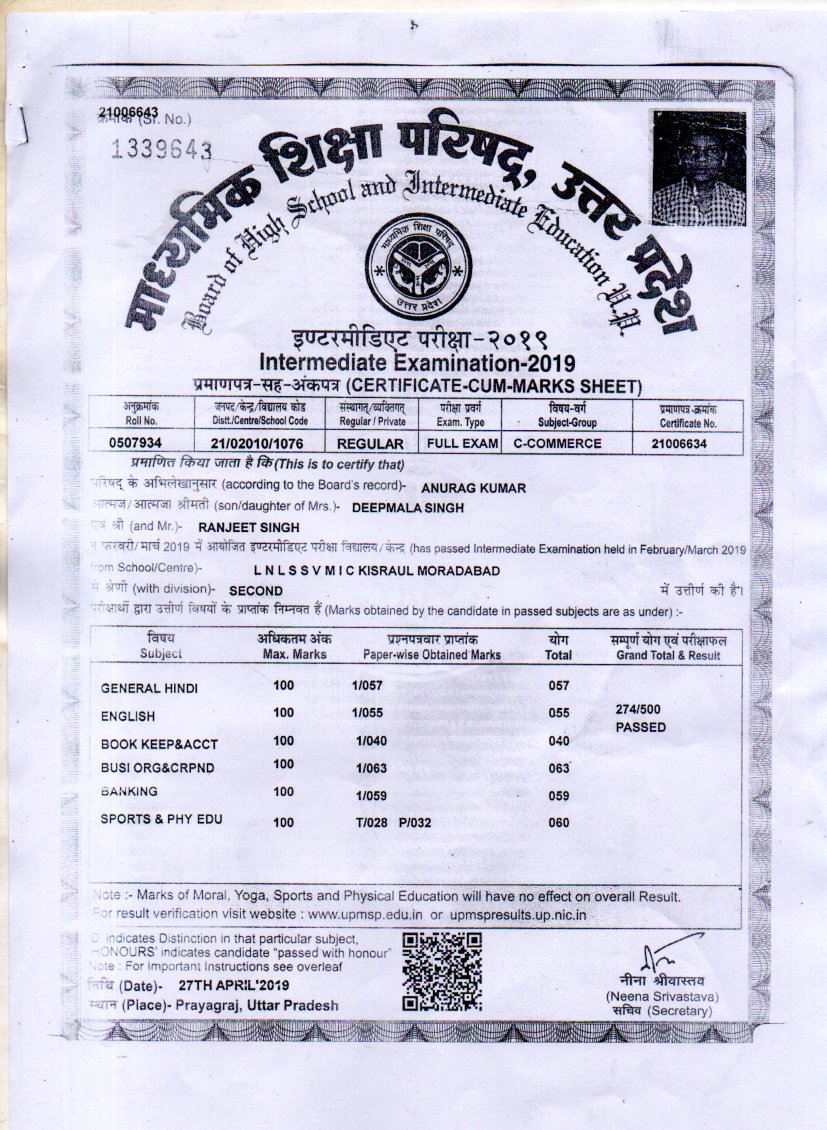 21006643
क्रमांक (Sr. No.)
1339643
माध्यमिक शिक्षा परिषद्, उत्तर प्रदेश
Board of High School and Intermediate Education U.P.
माध्यमिक शिक्षा परिषद्
उत्तर प्रदेश
इण्टरमीडिएट परीक्षा-२०१९
Intermediate Examination-2019
प्रमाणपत्र-सह-अंकपत्र (CERTIFICATE-CUM-MARKS SHEET)
अनुक्रमांक जनपद/केन्द्र/विद्यालय कोड संस्थागत/व्यक्तिगत परीक्षा प्रवर्ग विषय-वर्ग प्रमाणपत्र-क्रमांक
Roll No. Distt./Centre/School Code Regular / Private Exam. Type Subject-Group Certificate No.
0507934 21/02010/1076 REGULAR FULL EXAM C-COMMERCE 21006634
प्रमाणित किया जाता है कि (This is to certify that)
परिषद के अभिलेखानुसार (according to the Board's record)- ANURAG KUMAR
आत्मज/आत्मजा श्रीमती (son/daughter of Mrs.)- DEEPMALA SINGH
एवं श्री (and Mr.)- RANJEET SINGH
ने फरवरी/मार्च 2019 में आयोजित इण्टरमीडिएट परीक्षा विद्यालय/केन्द्र (has passed Intermediate Examination held in February/March 2019
from School/Centre)- L N L S S V M I C KISRAUL MORADABAD
से श्रेणी (with division)- SECOND में उत्तीर्ण की है।
परीक्षार्थी द्वारा उत्तीर्ण विषयों के प्राप्तांक निम्नवत हैं (Marks obtained by the candidate in passed subjects are as under) :-
विषय अधिकतम अंक प्रश्नपत्रवार प्राप्तांक योग सम्पूर्ण योग एवं परीक्षाफल
Subject Max. Marks Paper-wise Obtained Marks Total Grand Total & Result
GENERAL HINDI 100 1/057 057
ENGLISH 100 1/055 055 274/500
PASSED
BOOK KEEP&ACCT 100 1/040 040
BUSI ORG&CRPND 100 1/063 063
BANKING 100 1/059 059
SPORTS & PHY EDU 100 T/028 P/032 060
Note :- Marks of Moral, Yoga, Sports and Physical Education will have no effect on overall Result.
For result verification visit website : www.upmsp.edu.in or upmspresults.up.nic.in
'D' indicates Distinction in that particular subject,
'HONOURS' indicates candidate "passed with honour"
Note : For Important Instructions see overleaf
तिथि (Date)- 27TH APRIL'2019
स्थान (Place)- Prayagraj, Uttar Pradesh
नीना श्रीवास्तव
(Neena Srivastava)
सचिव (Secretary)